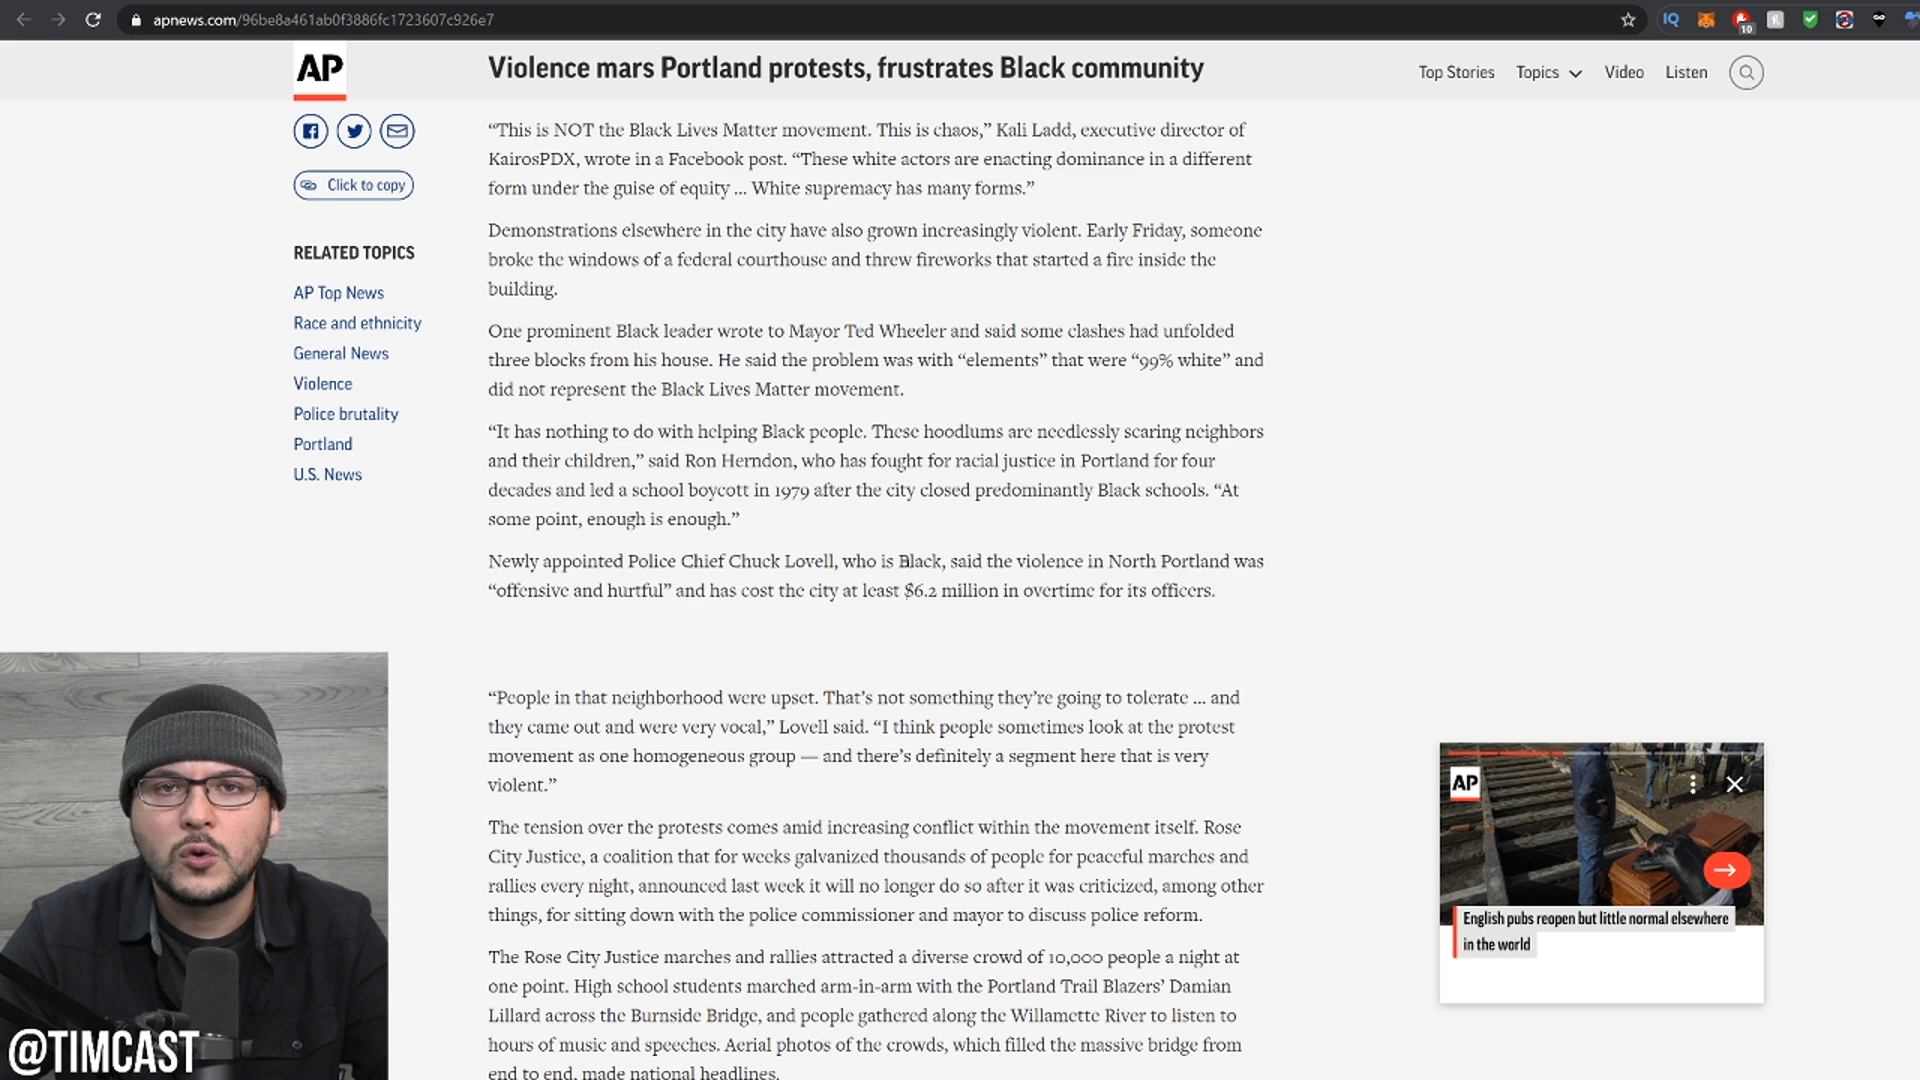 apnews.com/96be8a461ab0f3886fc1723607c926e7
IQ
10
AP
Violence mars Portland protests, frustrates Black community
Top Stories
Topics
Video
Listen
Click to copy
RELATED TOPICS
AP Top News
Race and ethnicity
General News
Violence
Police brutality
Portland
U.S. News
“This is NOT the Black Lives Matter movement. This is chaos,” Kali Ladd, executive director of
KairosPDX, wrote in a Facebook post. “These white actors are enacting dominance in a different
form under the guise of equity ... White supremacy has many forms.”
Demonstrations elsewhere in the city have also grown increasingly violent. Early Friday, someone
broke the windows of a federal courthouse and threw fireworks that started a fire inside the
building.
One prominent Black leader wrote to Mayor Ted Wheeler and said some clashes had unfolded
three blocks from his house. He said the problem was with “elements” that were “99% white” and
did not represent the Black Lives Matter movement.
“It has nothing to do with helping Black people. These hoodlums are needlessly scaring neighbors
and their children,” said Ron Herndon, who has fought for racial justice in Portland for four
decades and led a school boycott in 1979 after the city closed predominantly Black schools. “At
some point, enough is enough.”
Newly appointed Police Chief Chuck Lovell, who is Black, said the violence in North Portland was
“offensive and hurtful” and has cost the city at least $6.2 million in overtime for its officers.
“People in that neighborhood were upset. That’s not something they’re going to tolerate ... and
they came out and were very vocal,” Lovell said. “I think people sometimes look at the protest
movement as one homogeneous group — and there’s definitely a segment here that is very
violent.”
The tension over the protests comes amid increasing conflict within the movement itself. Rose
City Justice, a coalition that for weeks galvanized thousands of people for peaceful marches and
rallies every night, announced last week it will no longer do so after it was criticized, among other
things, for sitting down with the police commissioner and mayor to discuss police reform.
The Rose City Justice marches and rallies attracted a diverse crowd of 10,000 people a night at
one point. High school students marched arm-in-arm with the Portland Trail Blazers’ Damian
Lillard across the Burnside Bridge, and people gathered along the Willamette River to listen to
hours of music and speeches. Aerial photos of the crowds, which filled the massive bridge from
end to end, made national headlines.
AP
English pubs reopen but little normal elsewhere
in the world
@TIMCAST